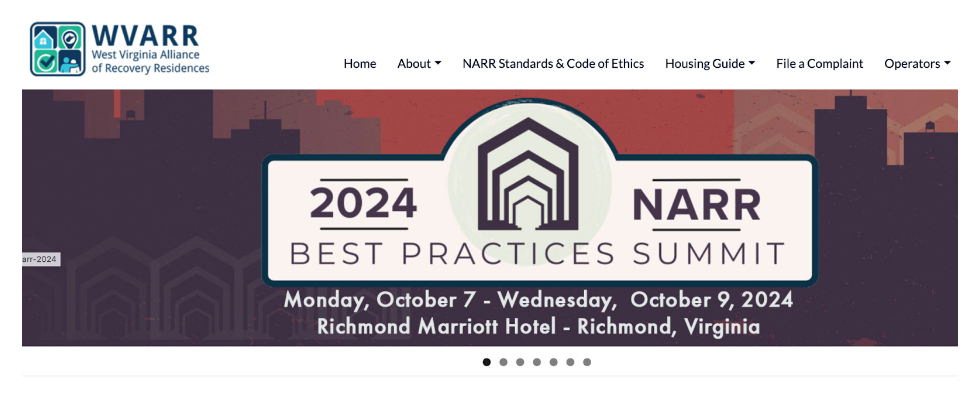 WVARR
West Virginia Alliance
of Recovery Residences
Home About NARR Standards & Code of Ethics Housing Guide File a Complaint Operators
2024 NARR
BEST PRACTICES SUMMIT
arr-2024
Monday, October 7 - Wednesday, October 9, 2024
Richmond Marriott Hotel - Richmond, Virginia